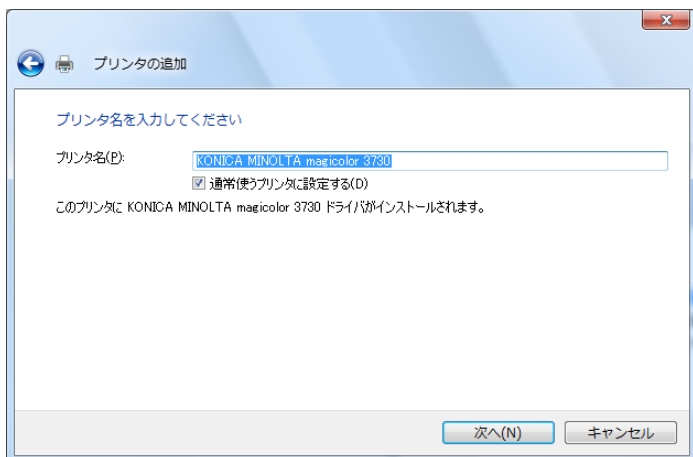 プリンタの追加
プリンタ名を入力してください
プリンタ名(P): KONICA MINOLTA magicolor 3730
通常使うプリンタに設定する(D)
このプリンタに KONICA MINOLTA magicolor 3730 ドライバがインストールされます。
次へ(N) キャンセル